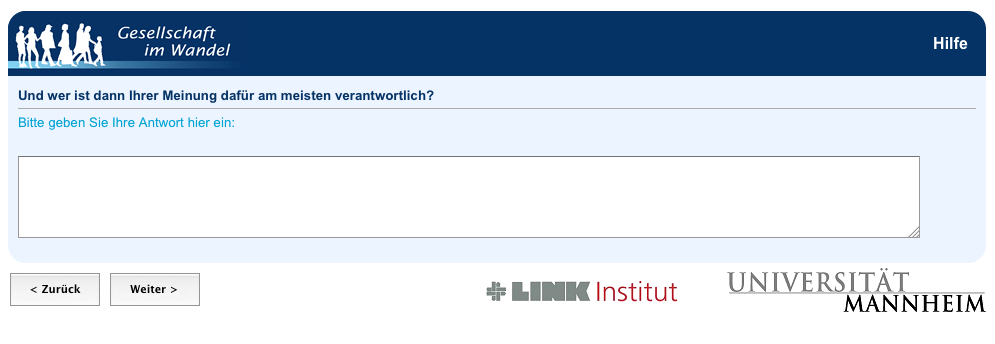 Gesellschaft
im Wandel
Hilfe
Und wer ist dann Ihrer Meinung dafür am meisten verantwortlich?
Bitte geben Sie Ihre Antwort hier ein:
< Zurück
Weiter >
LINK Institut
UNIVERSITÄT
MANNHEIM